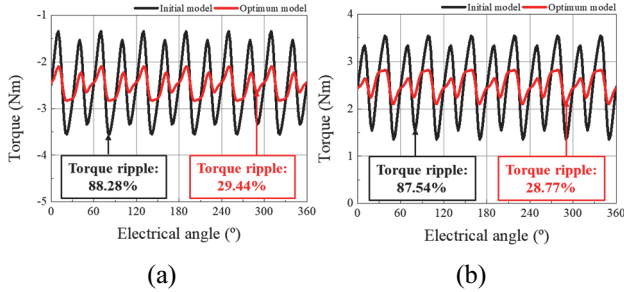 Initial model Optimum model
-1
-2
-3
-4
-5
Torque (Nm)
Torque ripple:
88.28%
Torque ripple:
29.44%
0 60 120 180 240 300 360
Electrical angle (º)
(a)
Initial model Optimum model
4
3
2
1
0
Torque (Nm)
Torque ripple:
87.54%
Torque ripple:
28.77%
0 60 120 180 240 300 360
Electrical angle (º)
(b)